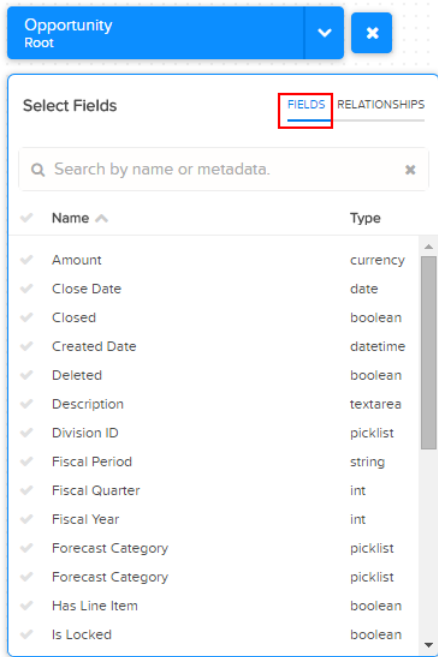 Opportunity
Root
Select Fields FIELDS RELATIONSHIPS
Search by name or metadata.
Name Type
Amount currency
Close Date date
Closed boolean
Created Date datetime
Deleted boolean
Description textarea
Division ID picklist
Fiscal Period string
Fiscal Quarter int
Fiscal Year int
Forecast Category picklist
Forecast Category picklist
Has Line Item boolean
Is Locked boolean